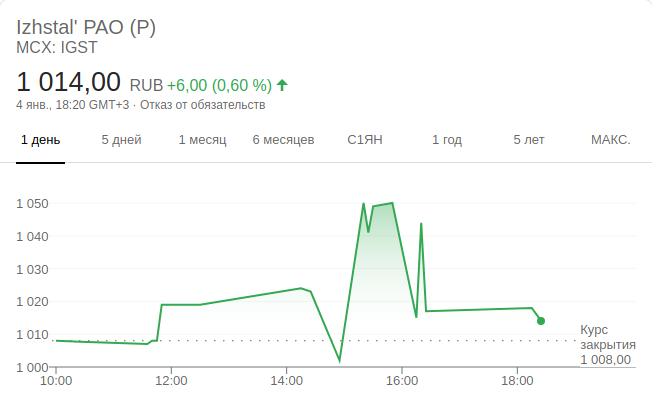 Izhstal' PAO (P)
MCX: IGST
1 014,00 RUB +6,00 (0,60 %)
4 янв., 18:20 GMT+3 · Отказ от обязательств
1 день 5 дней 1 месяц 6 месяцев С1ЯН 1 год 5 лет МАКС.
1 050
1 040
1 030
1 020
1 010
1 000
Курс
закрытия
1 008,00
10:00 12:00 14:00 16:00 18:00